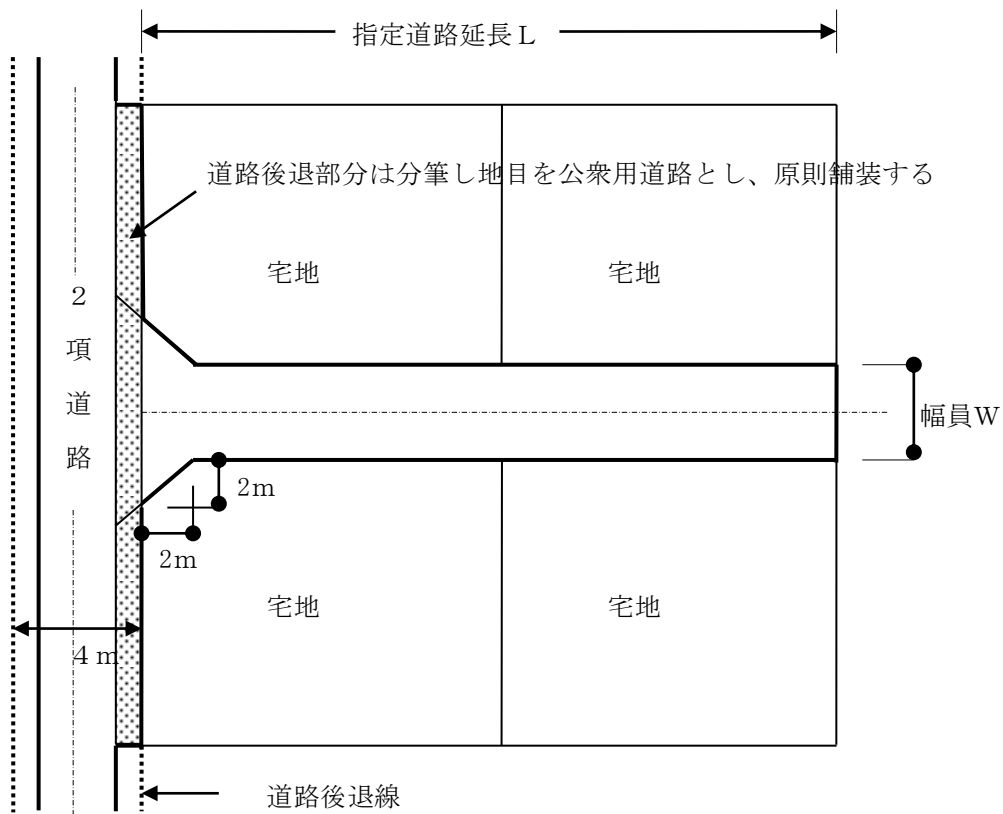 指定道路延長L
道路後退部分は分筆し地目を公衆用道路とし、原則舗装する
宅地
宅地
2項道路
幅員W
2m
2m
宅地
宅地
4m
道路後退線